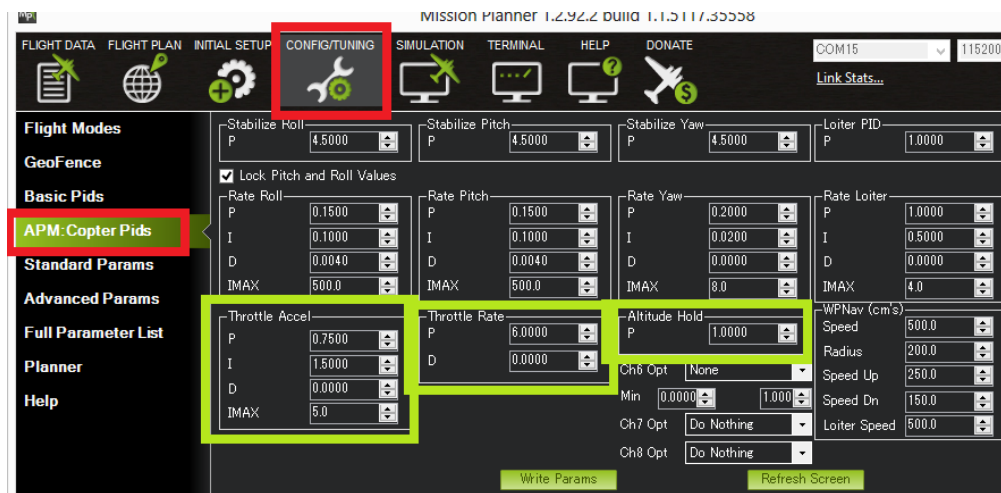 mp
Mission Planner 1.2.92.2 build 1.1.5117.35558
FLIGHT DATA FLIGHT PLAN INITIAL SETUP CONFIG/TUNING SIMULATION TERMINAL HELP DONATE
COM15 115200
Link Stats...
Flight Modes
GeoFence
Basic Pids
APM:Copter Pids
Standard Params
Advanced Params
Full Parameter List
Planner
Help
Stabilize Roll
P 4.5000
Stabilize Pitch
P 4.5000
Stabilize Yaw
P 4.5000
Loiter PID
P 1.0000
Lock Pitch and Roll Values
Rate Roll
P 0.1500
I 0.1000
D 0.0040
IMAX 500.0
Rate Pitch
P 0.1500
I 0.1000
D 0.0040
IMAX 500.0
Rate Yaw
P 0.2000
I 0.0200
D 0.0000
IMAX 8.0
Rate Loiter
P 1.0000
I 0.5000
D 0.0000
IMAX 4.0
Throttle Accel
P 0.7500
I 1.5000
D 0.0000
IMAX 5.0
Throttle Rate
P 6.0000
D 0.0000
Altitude Hold
P 1.0000
Ch6 Opt None
Min 0.0000 1.000
Ch7 Opt Do Nothing
Ch8 Opt Do Nothing
WPNav (cm's)
Speed 500.0
Radius 200.0
Speed Up 250.0
Speed Dn 150.0
Loiter Speed 500.0
Write Params
Refresh Screen